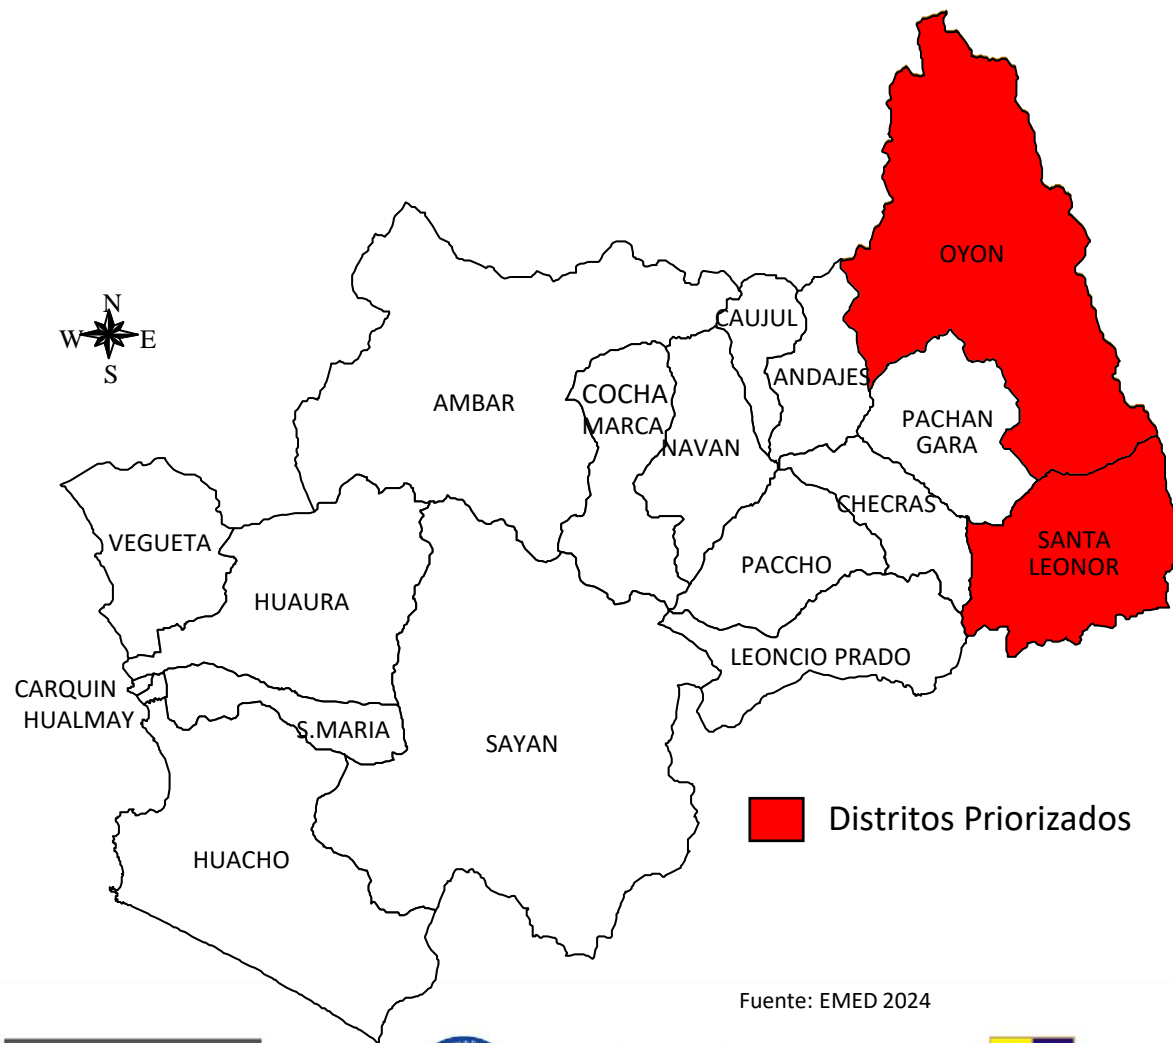 OYON
N
W
E
S
CAUJUL
ANDAJES
AMBAR
COCHA
MARCA
PACHAN
GARA
NAVAN
CHECRAS
VEGUETA
SANTA
LEONOR
PACCHO
HUAURA
LEONCIO PRADO
CARQUIN
HUALMAY
S.MARIA
SAYAN
Distritos Priorizados
HUACHO
Fuente: EMED 2024